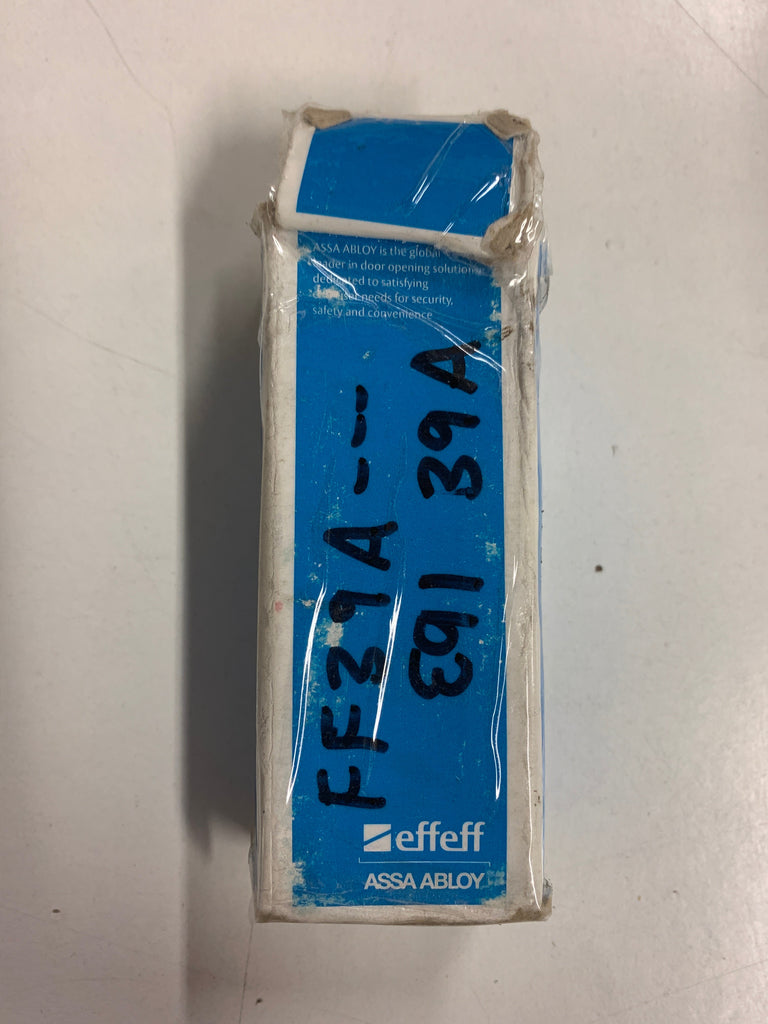 ASSA ABLOY is the global
leader in door opening solutions,
dedicated to satisfying
needs for security,
safety and convenience
FF39A ---
E91 39A
effeff
ASSA ABLOY